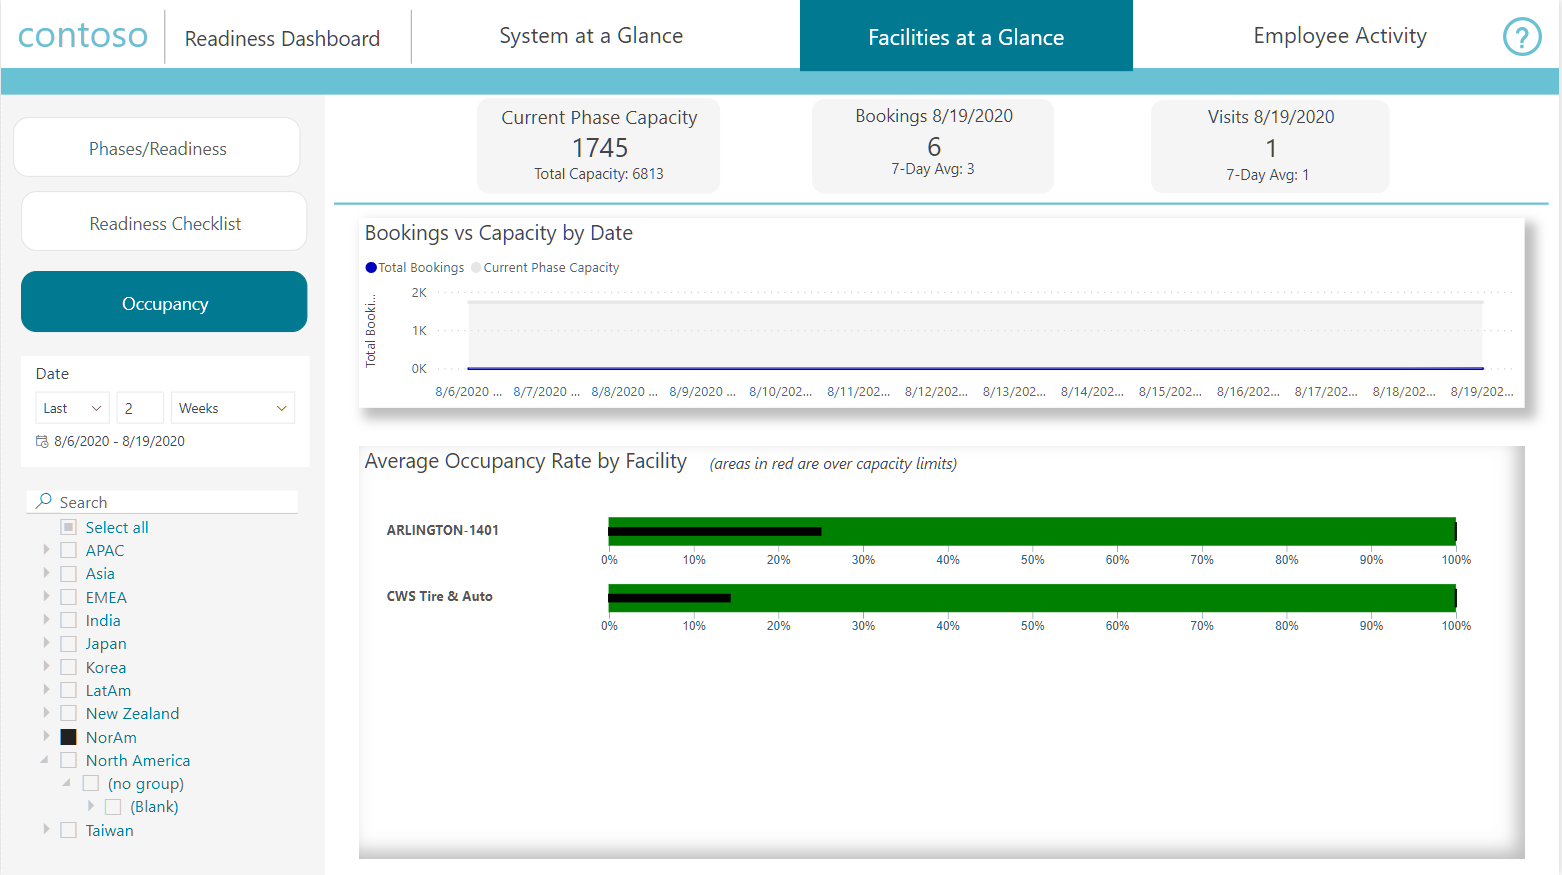 contoso
Readiness Dashboard
System at a Glance
Facilities at a Glance
Employee Activity
?
Phases/Readiness
Readiness Checklist
Occupancy
Date
Last 2 Weeks
8/6/2020 - 8/19/2020
Search
Select all
APAC
Asia
EMEA
India
Japan
Korea
LatAm
New Zealand
NorAm
North America
(no group)
(Blank)
Taiwan
Current Phase Capacity
1745
Total Capacity: 6813
Bookings 8/19/2020
6
7-Day Avg: 3
Visits 8/19/2020
1
7-Day Avg: 1
Bookings vs Capacity by Date
Total Bookings Current Phase Capacity
Total Booki...
2K
1K
0K
8/6/2020 ... 8/7/2020 ... 8/8/2020 ... 8/9/2020 ... 8/10/202... 8/11/202... 8/12/202... 8/13/202... 8/14/202... 8/15/202... 8/16/202... 8/17/202... 8/18/202... 8/19/202...
Average Occupancy Rate by Facility (areas in red are over capacity limits)
ARLINGTON-1401
0% 10% 20% 30% 40% 50% 60% 70% 80% 90% 100%
CWS Tire & Auto
0% 10% 20% 30% 40% 50% 60% 70% 80% 90% 100%